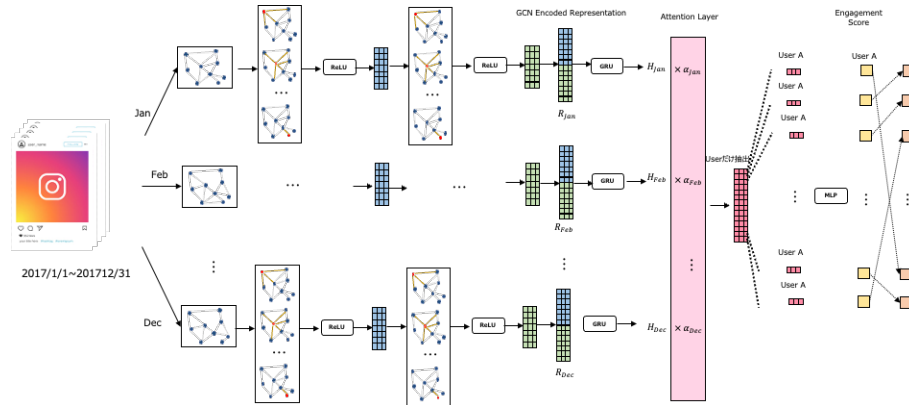 GCN Encoded Representation
Attention Layer
Engagement
Score
User A
User A
User A
User A
Jan
ReLU
ReLU
GRU
R_Jan
H_Jan × α_Jan
Feb
GRU
R_Feb
H_Feb × α_Feb
Userだけ抽出
MLP
2017/1/1~201712/31
Dec
ReLU
ReLU
GRU
R_Dec
H_Dec × α_Dec
User A
User A